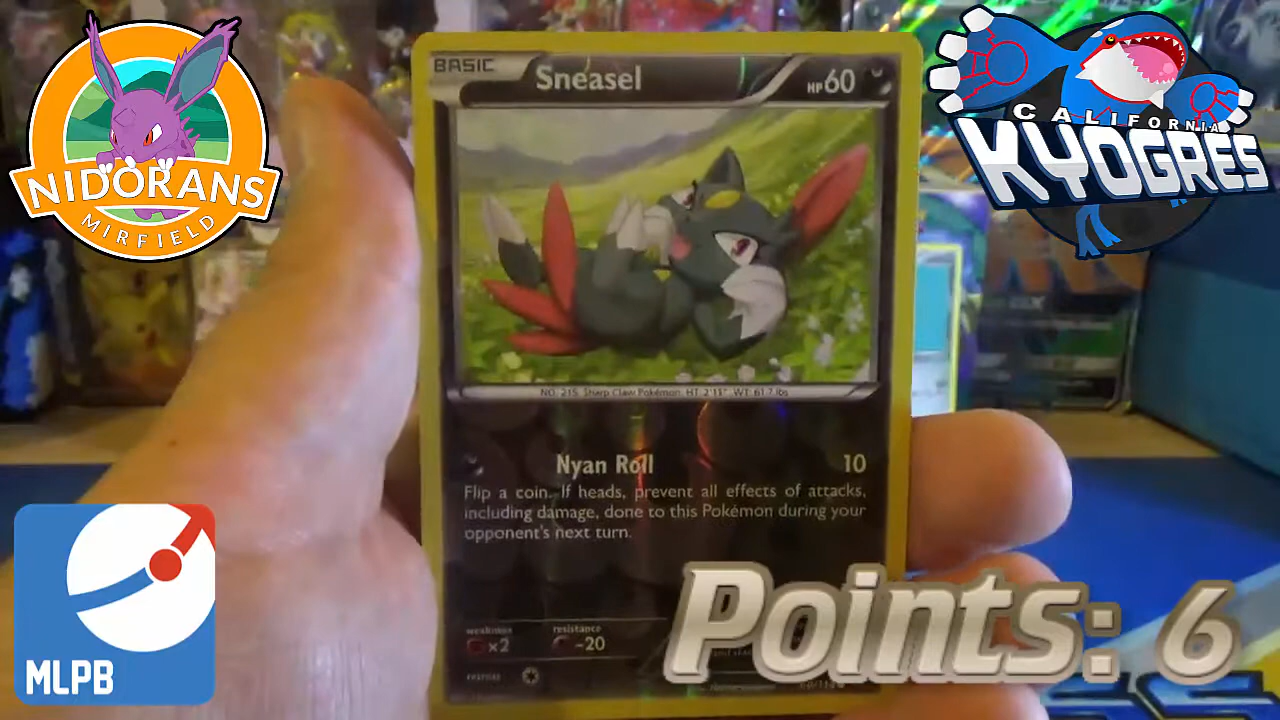 NIDORANS
MIRFIELD
CALIFORNIA
KYOGRES
BASIC
Sneasel
HP60
NO. 215 Sharp Claw Pokémon HT: 2'11" WT: 61.7 lbs
Nyan Roll 10
Flip a coin. If heads, prevent all effects of attacks,
including damage, done to this Pokémon during your
opponent's next turn.
weakness
×2
resistance
-20
Points: 6
MLPB